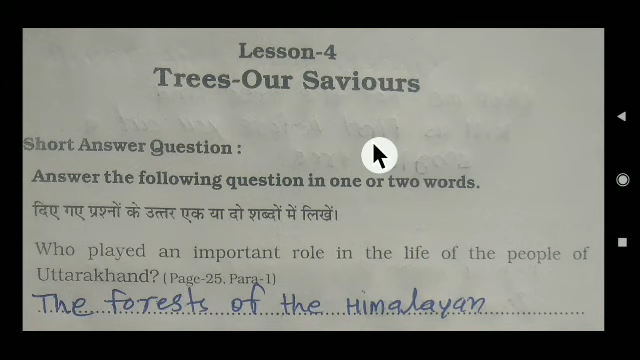 Lesson-4
Trees-Our Saviours
Short Answer Question :
Answer the following question in one or two words.
दिए गए प्रश्नों के उत्तर एक या दो शब्दों में लिखें।
Who played an important role in the life of the people of
Uttarakhand? (Page-25, Para-1)
The forests of the Himalayan